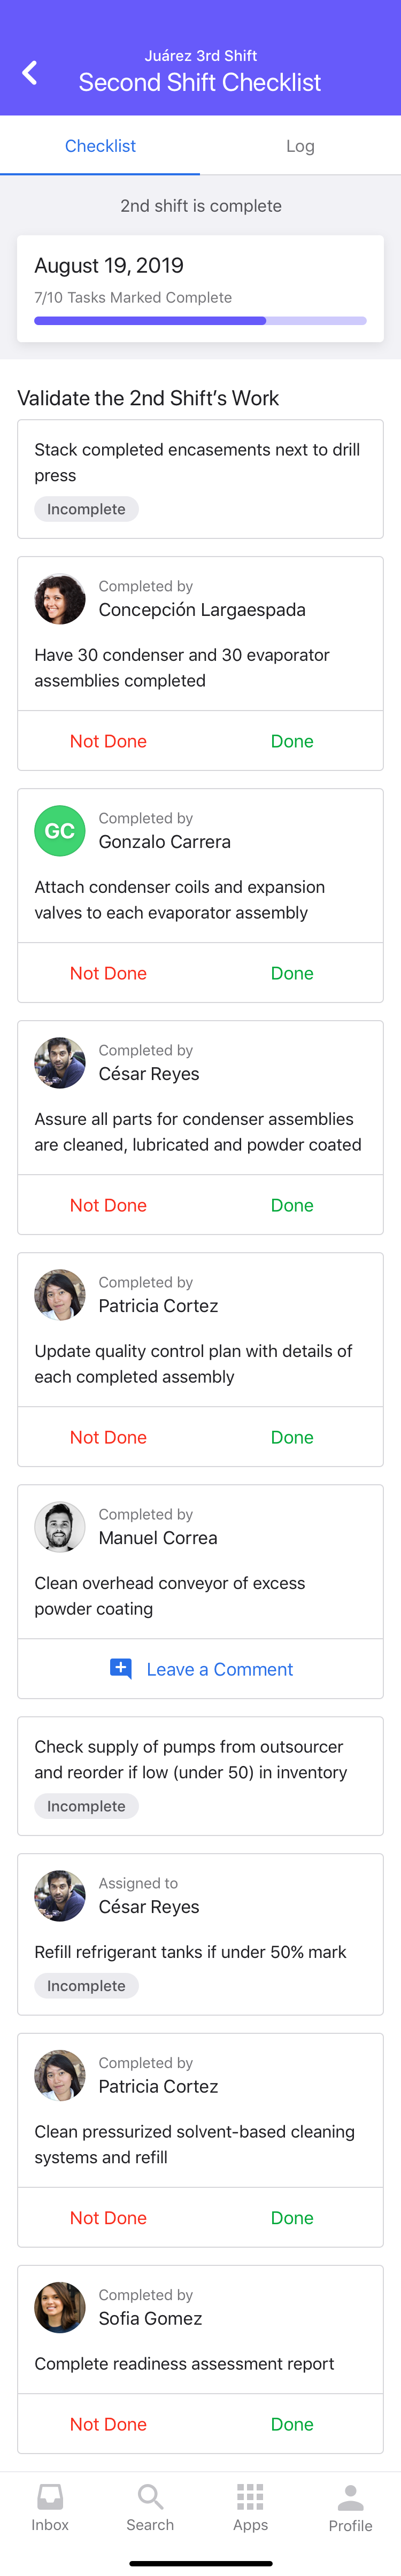 Juárez 3rd Shift
Second Shift Checklist
Checklist
Log
2nd shift is complete
August 19, 2019
7/10 Tasks Marked Complete
Validate the 2nd Shift’s Work
Stack completed encasements next to drill
press
Incomplete
Completed by
Concepción Largaespada
Have 30 condenser and 30 evaporator
assemblies completed
Not Done
Done
GC
Completed by
Gonzalo Carrera
Attach condenser coils and expansion
valves to each evaporator assembly
Not Done
Done
Completed by
César Reyes
Assure all parts for condenser assemblies
are cleaned, lubricated and powder coated
Not Done
Done
Completed by
Patricia Cortez
Update quality control plan with details of
each completed assembly
Not Done
Done
Completed by
Manuel Correa
Clean overhead conveyor of excess
powder coating
Leave a Comment
Check supply of pumps from outsourcer
and reorder if low (under 50) in inventory
Incomplete
Assigned to
César Reyes
Refill refrigerant tanks if under 50% mark
Incomplete
Completed by
Patricia Cortez
Clean pressurized solvent-based cleaning
systems and refill
Not Done
Done
Completed by
Sofia Gomez
Complete readiness assessment report
Not Done
Done
Inbox
Search
Apps
Profile